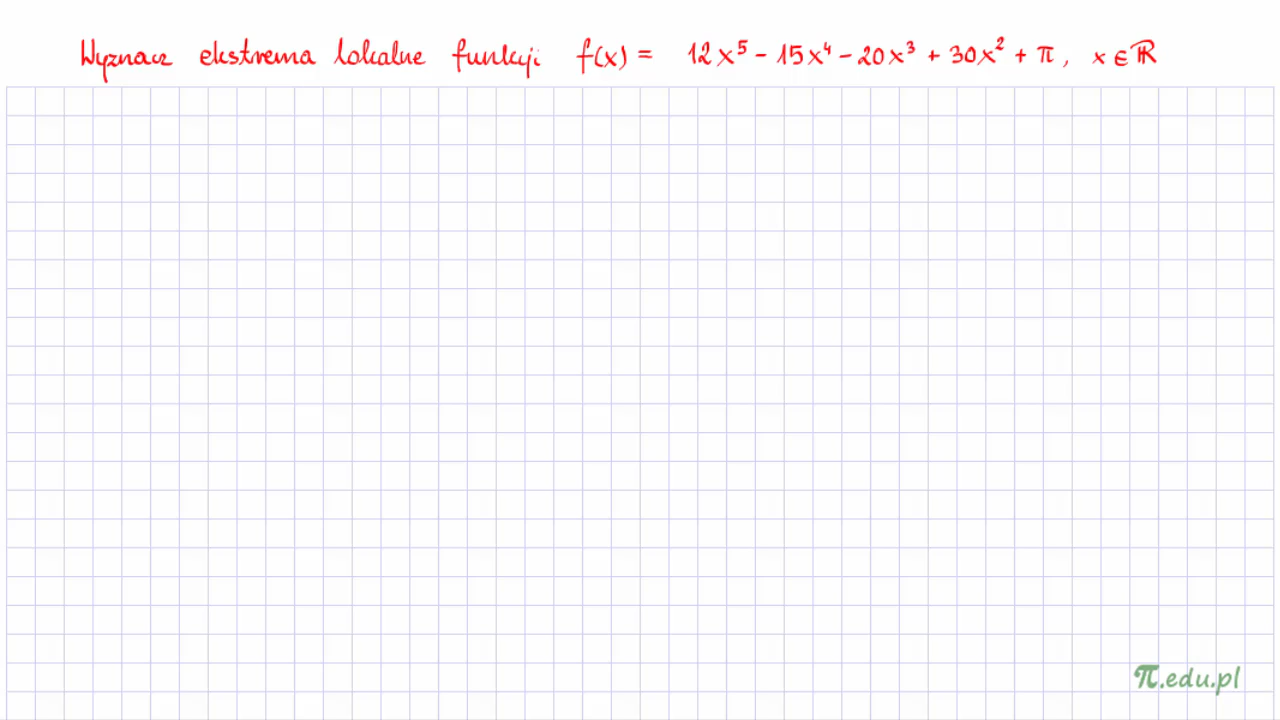 Wyznacz ekstrema lokalne funkcji f(x) = 12x⁵ - 15x⁴ - 20x³ + 30x² + π, x ∈ ℝ
π.edu.pl